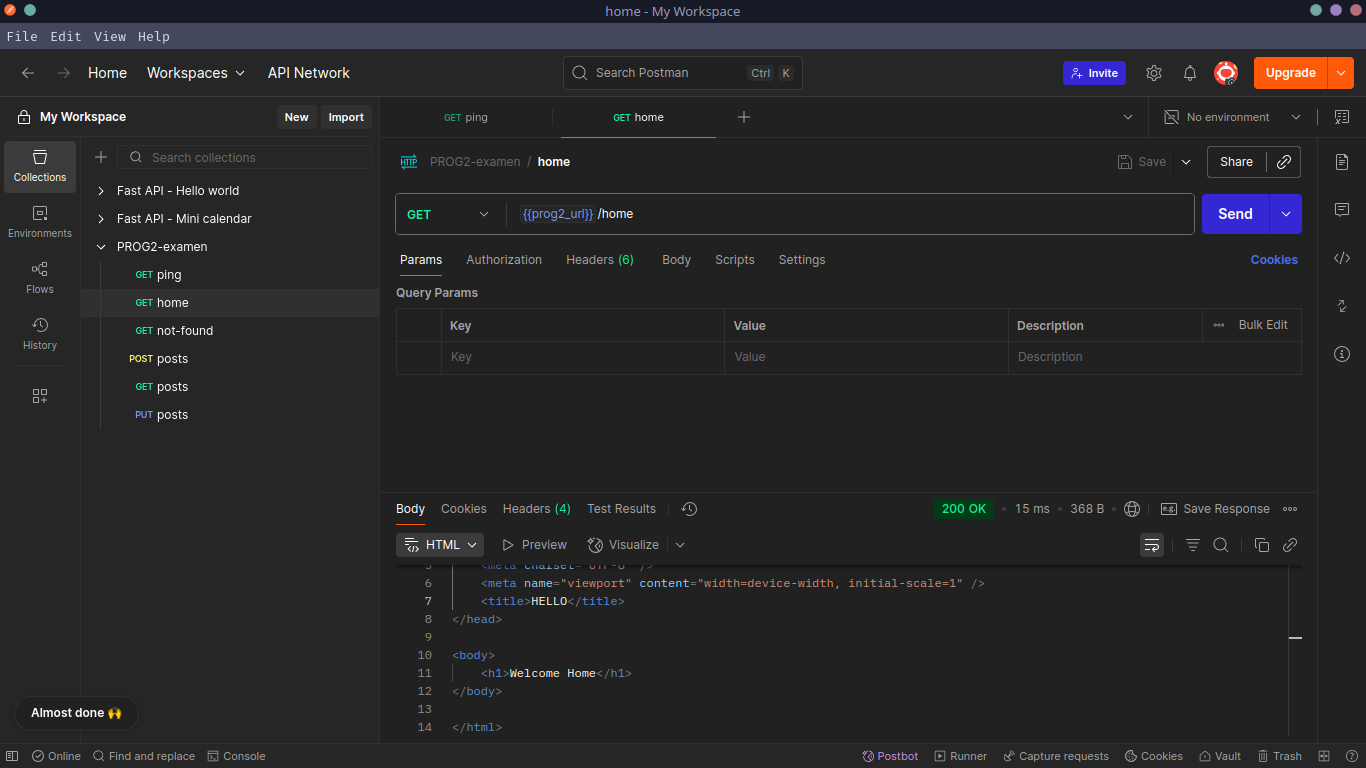 home - My Workspace
File Edit View Help
Home Workspaces API Network
Search Postman Ctrl K
Invite
Upgrade
My Workspace
New Import
GET ping
GET home
No environment
Collections
Environments
Flows
History
Search collections
Fast API - Hello world
Fast API - Mini calendar
PROG2-examen
GET ping
GET home
GET not-found
POST posts
GET posts
PUT posts
HTTP PROG2-examen / home
Save
Share
GET {{prog2_url}}/home
Send
Params Authorization Headers (6) Body Scripts Settings Cookies
Query Params
Key Value Description ••• Bulk Edit
Key Value Description
Body Cookies Headers (4) Test Results
200 OK • 15 ms • 368 B • e.g. Save Response
HTML Preview Visualize
5 <meta charset="UTF-8" />
6 <meta name="viewport" content="width=device-width, initial-scale=1" />
7 <title>HELLO</title>
8 </head>
9
10 <body>
11 <h1>Welcome Home</h1>
12 </body>
13
14 </html>
Almost done 🙌
Online Find and replace Console
Postbot Runner Capture requests Cookies Vault Trash